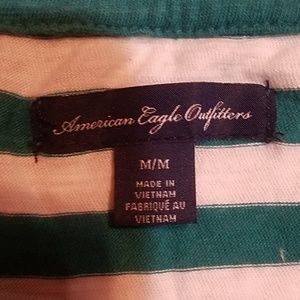 American Eagle Outfitters
M/M
MADE IN
VIETNAM
FABRIQUÉ AU
VIETNAM